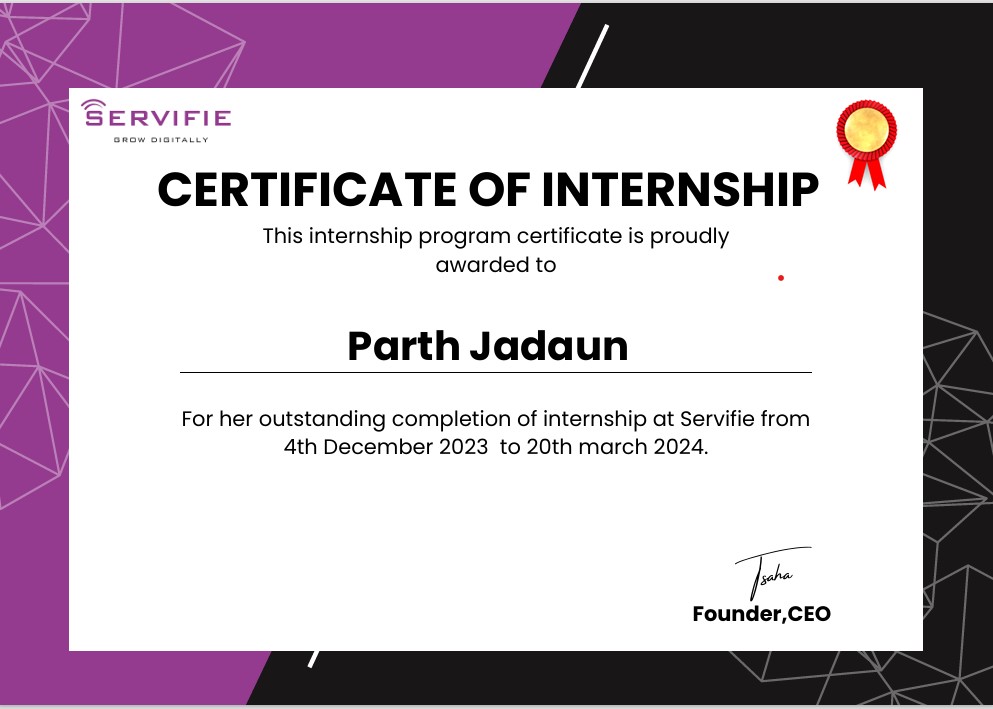 SERVIFIE
GROW DIGITALLY
CERTIFICATE OF INTERNSHIP
This internship program certificate is proudly
awarded to
Parth Jadaun
For her outstanding completion of internship at Servifie from
4th December 2023  to 20th march 2024.
Tsaha
Founder,CEO